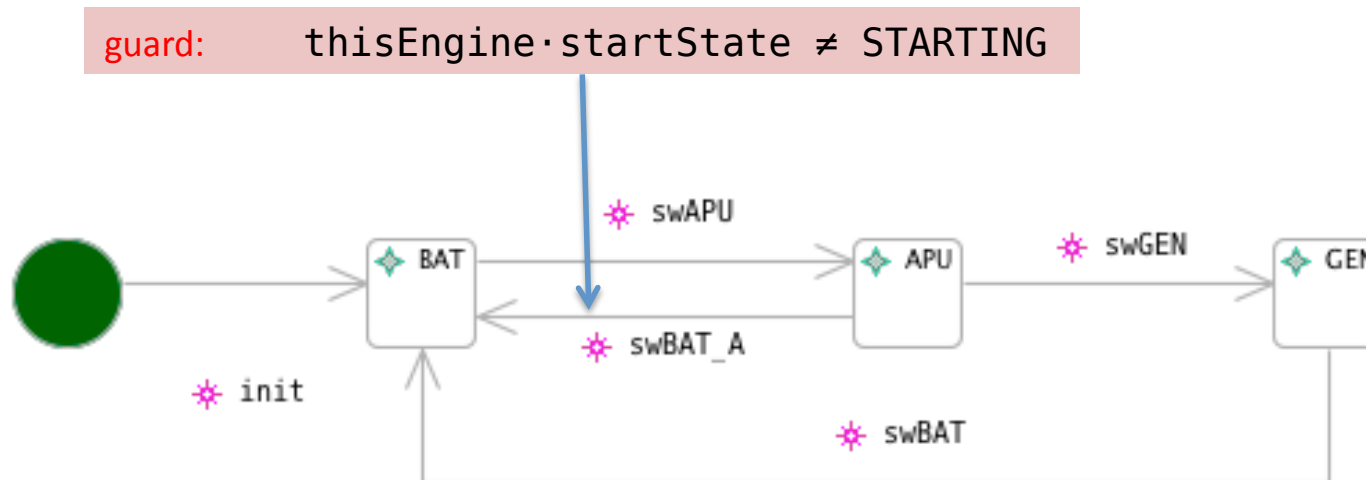 guard: thisEngine·startState ≠ STARTING
swAPU
BAT
APU
swGEN
GEN
swBAT_A
init
swBAT